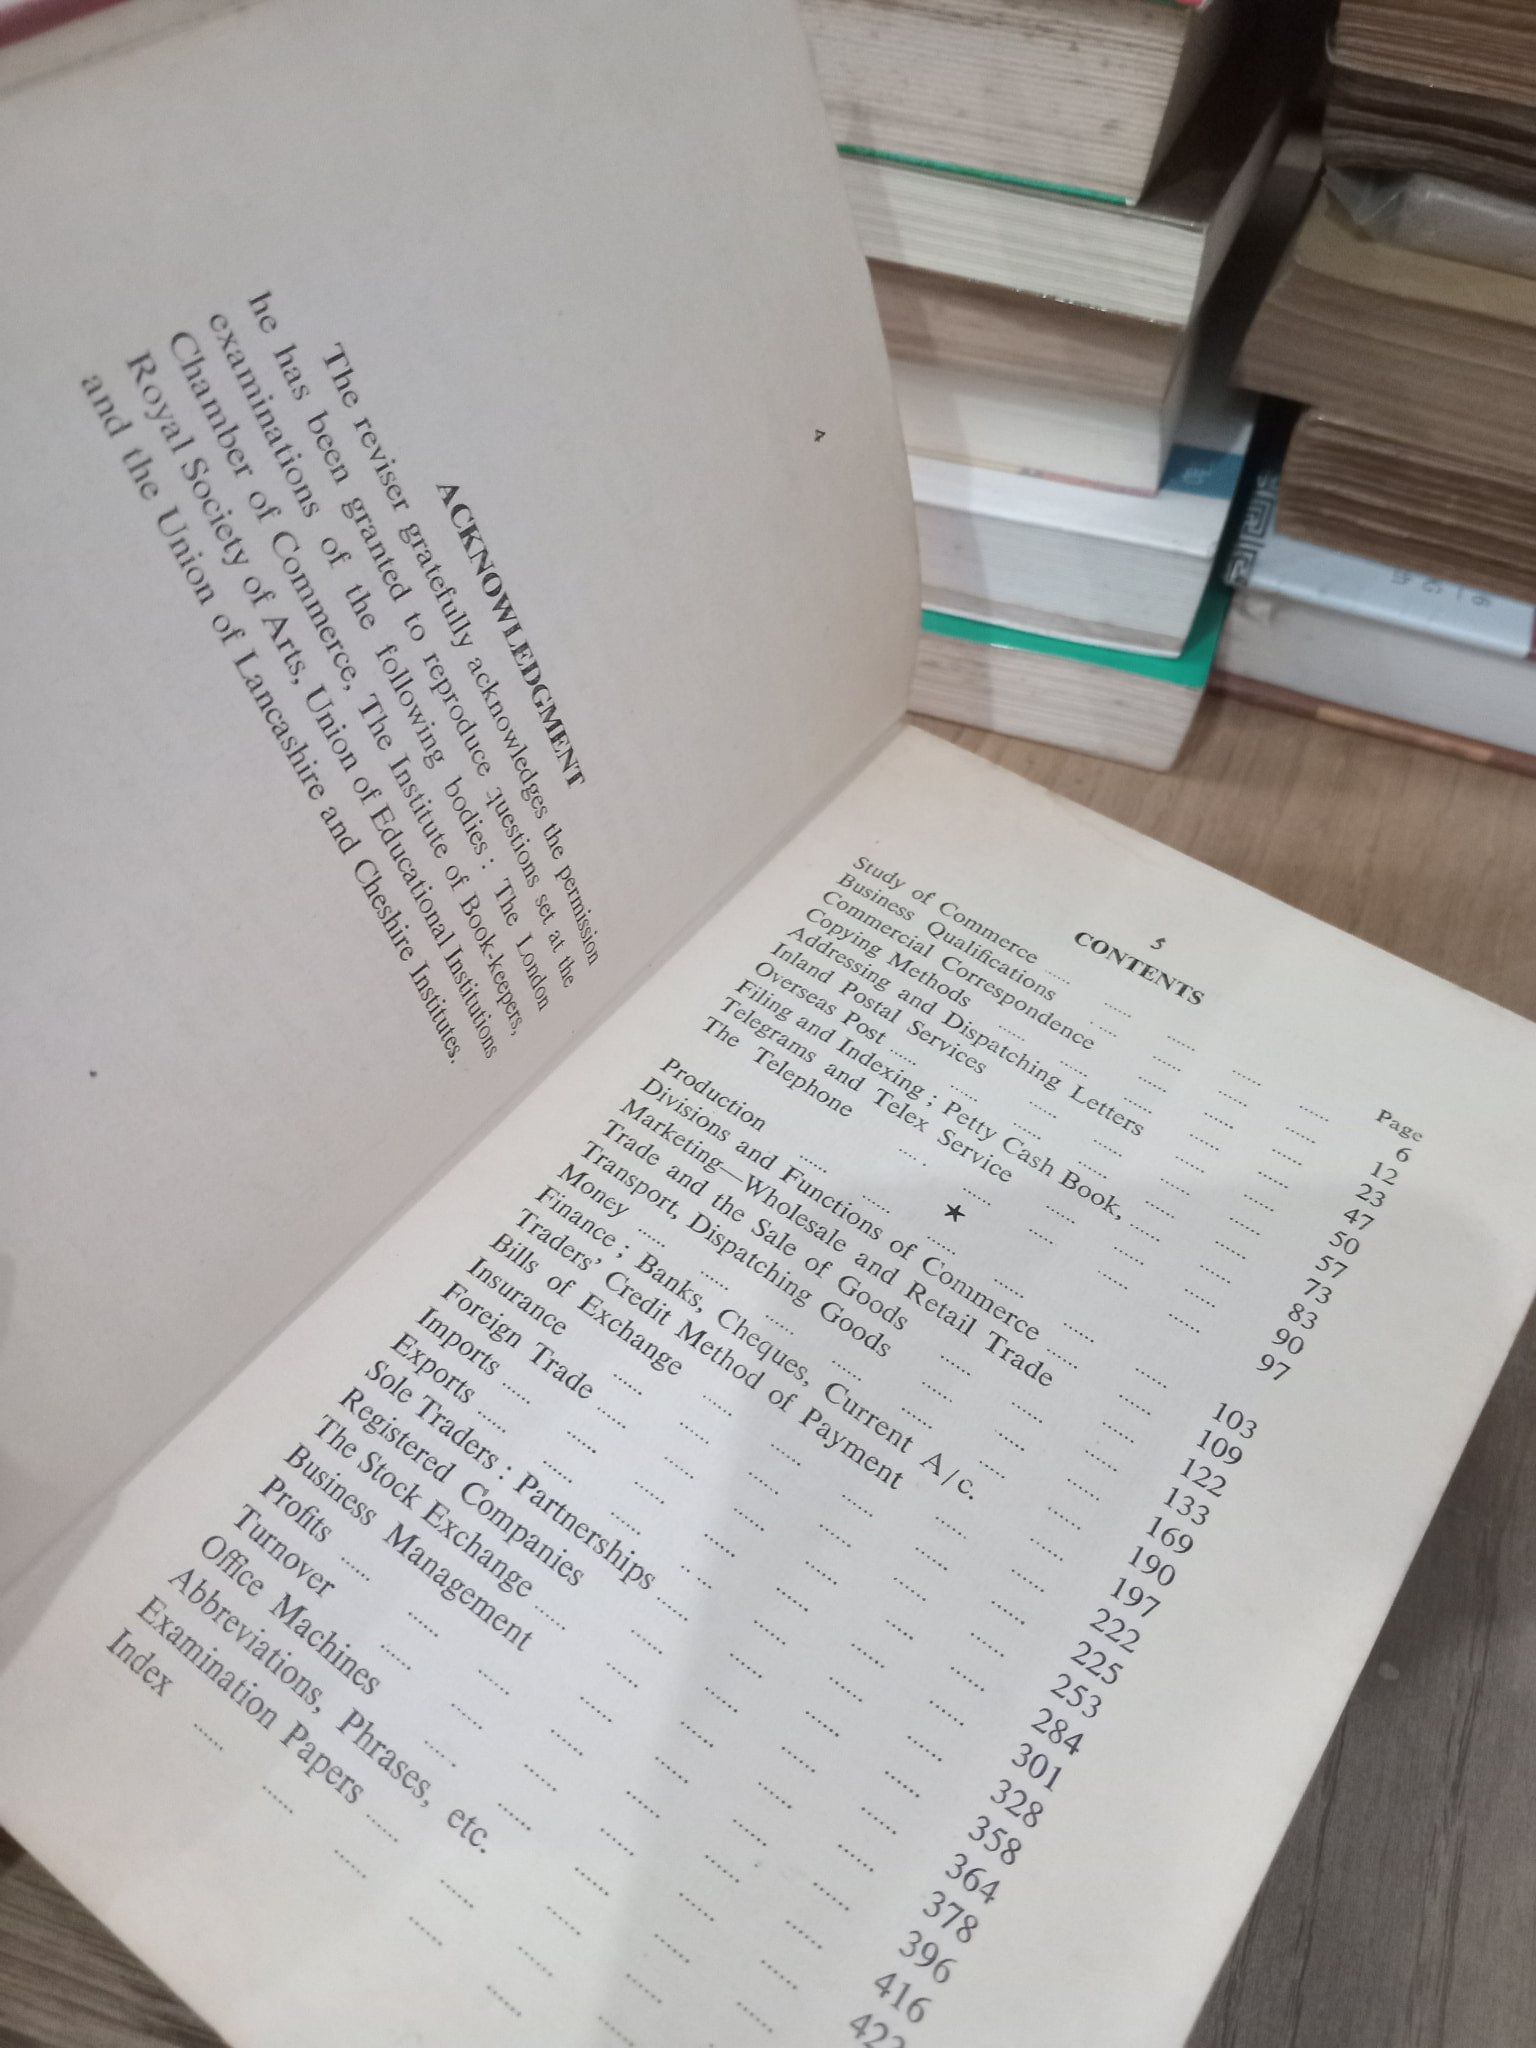 4
ACKNOWLEDGMENT
The reviser gratefully acknowledges the permission
he has been granted to reproduce questions set at the
examinations of the following bodies : The London
Chamber of Commerce, The Institute of Book-keepers,
Royal Society of Arts, Union of Educational Institutions
and the Union of Lancashire and Cheshire Institutes.
5
CONTENTS
Page
Study of Commerce ...... 6
Business Qualifications ...... 12
Commercial Correspondence ...... 23
Copying Methods ...... 47
Addressing and Dispatching Letters ...... 50
Inland Postal Services ...... 57
Overseas Post ...... 73
Filing and Indexing ; Petty Cash Book, ...... 83
Telegrams and Telex Service ...... 90
The Telephone ...... 97
★
Production ...... 103
Divisions and Functions of Commerce ...... 109
Marketing—Wholesale and Retail Trade ...... 122
Trade and the Sale of Goods ...... 133
Transport, Dispatching Goods ...... 169
Money ...... 190
Finance ; Banks, Cheques, Current A/c. ...... 197
Traders' Credit Method of Payment ...... 222
Bills of Exchange ...... 225
Insurance ...... 253
Foreign Trade ...... 284
Imports ...... 301
Exports ...... 328
Sole Traders : Partnerships ...... 358
Registered Companies ...... 364
The Stock Exchange ...... 378
Business Management ...... 396
Profits ...... 416
Turnover ...... 422
Office Machines ......
Abbreviations, Phrases, etc. ......
Examination Papers ......
Index ......